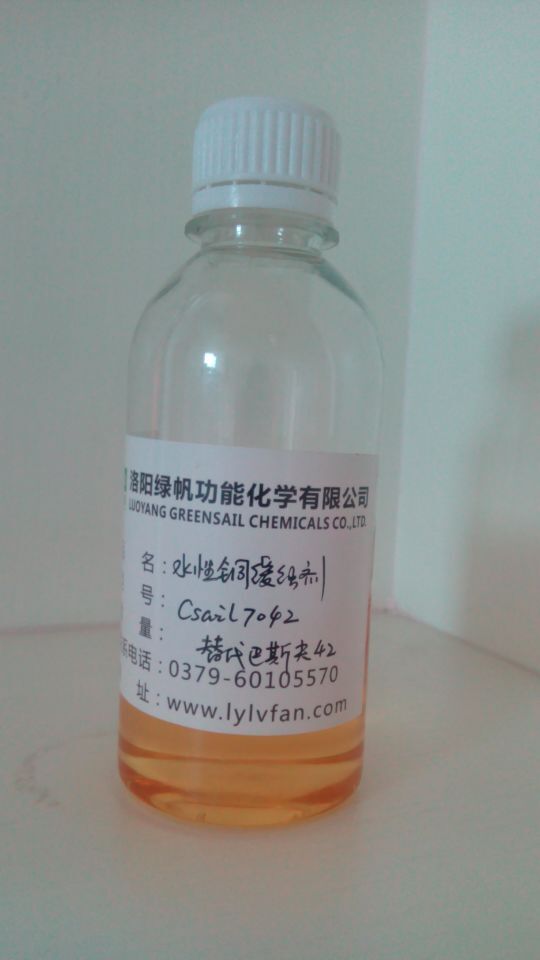 洛阳绿帆功能化学有限公司
LUOYANG GREENSAIL CHEMICALS CO.,LTD.
名：水性铜缓蚀剂
号：Csail7042
量：
替代巴斯夫42
系电话：0379-60105570
址：www.lylvfan.com